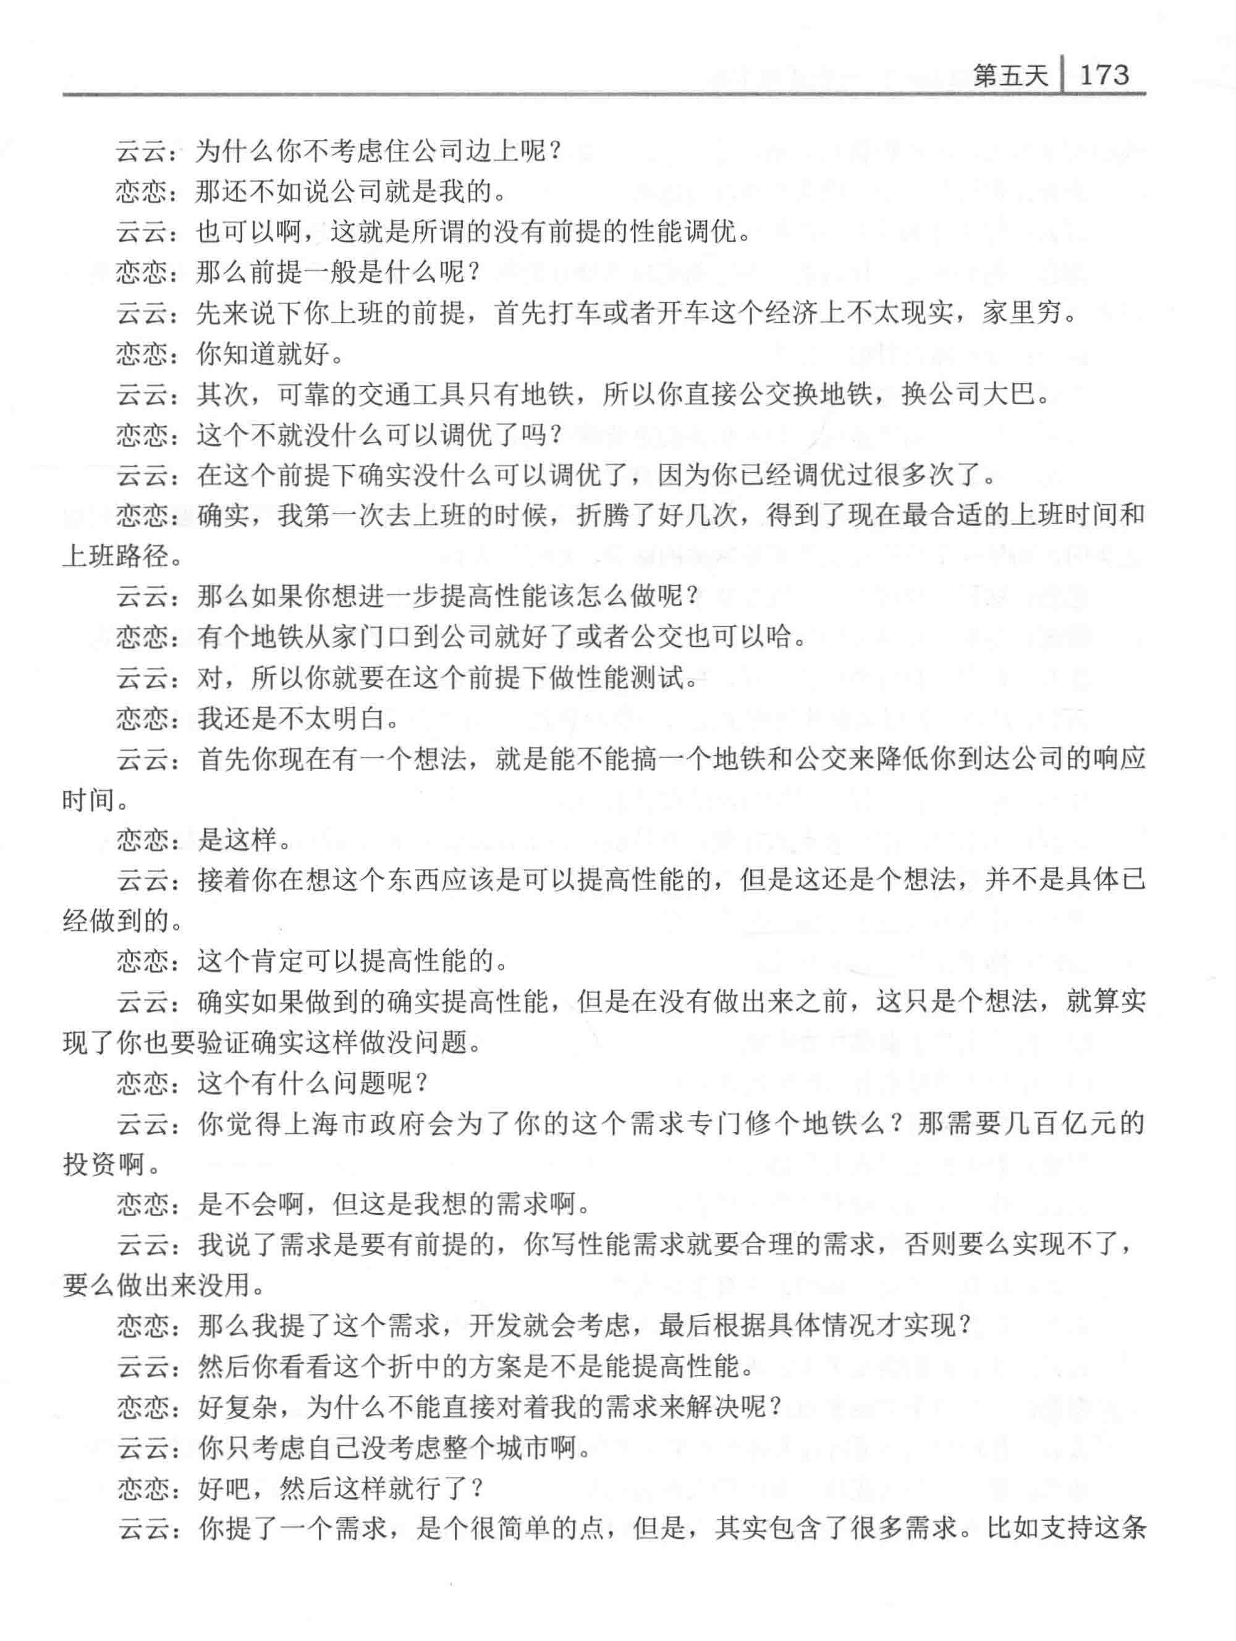 第五天 173
云云：为什么你不考虑住公司边上呢？
恋恋：那还不如说公司就是我的。
云云：也可以啊，这就是所谓的没有前提的性能调优。
恋恋：那么前提一般是什么呢？
云云：先来说下你上班的前提，首先打车或者开车这个经济上不太现实，家里穷。
恋恋：你知道就好。
云云：其次，可靠的交通工具只有地铁，所以你直接公交换地铁，换公司大巴。
恋恋：这个不就没什么可以调优了吗？
云云：在这个前提下确实没什么可以调优了，因为你已经调优过很多次了。
恋恋：确实，我第一次去上班的时候，折腾了好几次，得到了现在最合适的上班时间和
上班路径。
云云：那么如果你想进一步提高性能该怎么做呢？
恋恋：有个地铁从家门口到公司就好了或者公交也可以哈。
云云：对，所以你就要在这个前提下做性能测试。
恋恋：我还是不太明白。
云云：首先你现在有一个想法，就是能不能搞一个地铁和公交来降低你到达公司的响应
时间。
恋恋：是这样。
云云：接着你在想这个东西应该是可以提高性能的，但是这还是个想法，并不是具体已
经做到的。
恋恋：这个肯定可以提高性能的。
云云：确实如果做到的确实提高性能，但是在没有做出来之前，这只是个想法，就算实
现了你也要验证确实这样做没问题。
恋恋：这个有什么问题呢？
云云：你觉得上海市政府会为了你的这个需求专门修个地铁么？那需要几百亿元的
投资啊。
恋恋：是不会啊，但这是我想的需求啊。
云云：我说了需求是要有前提的，你写性能需求就要合理的需求，否则要么实现不了，
要么做出来没用。
恋恋：那么我提了这个需求，开发就会考虑，最后根据具体情况才实现？
云云：然后你看看这个折中的方案是不是能提高性能。
恋恋：好复杂，为什么不能直接对着我的需求来解决呢？
云云：你只考虑自己没考虑整个城市啊。
恋恋：好吧，然后这样就行了？
云云：你提了一个需求，是个很简单的点，但是，其实包含了很多需求。比如支持这条